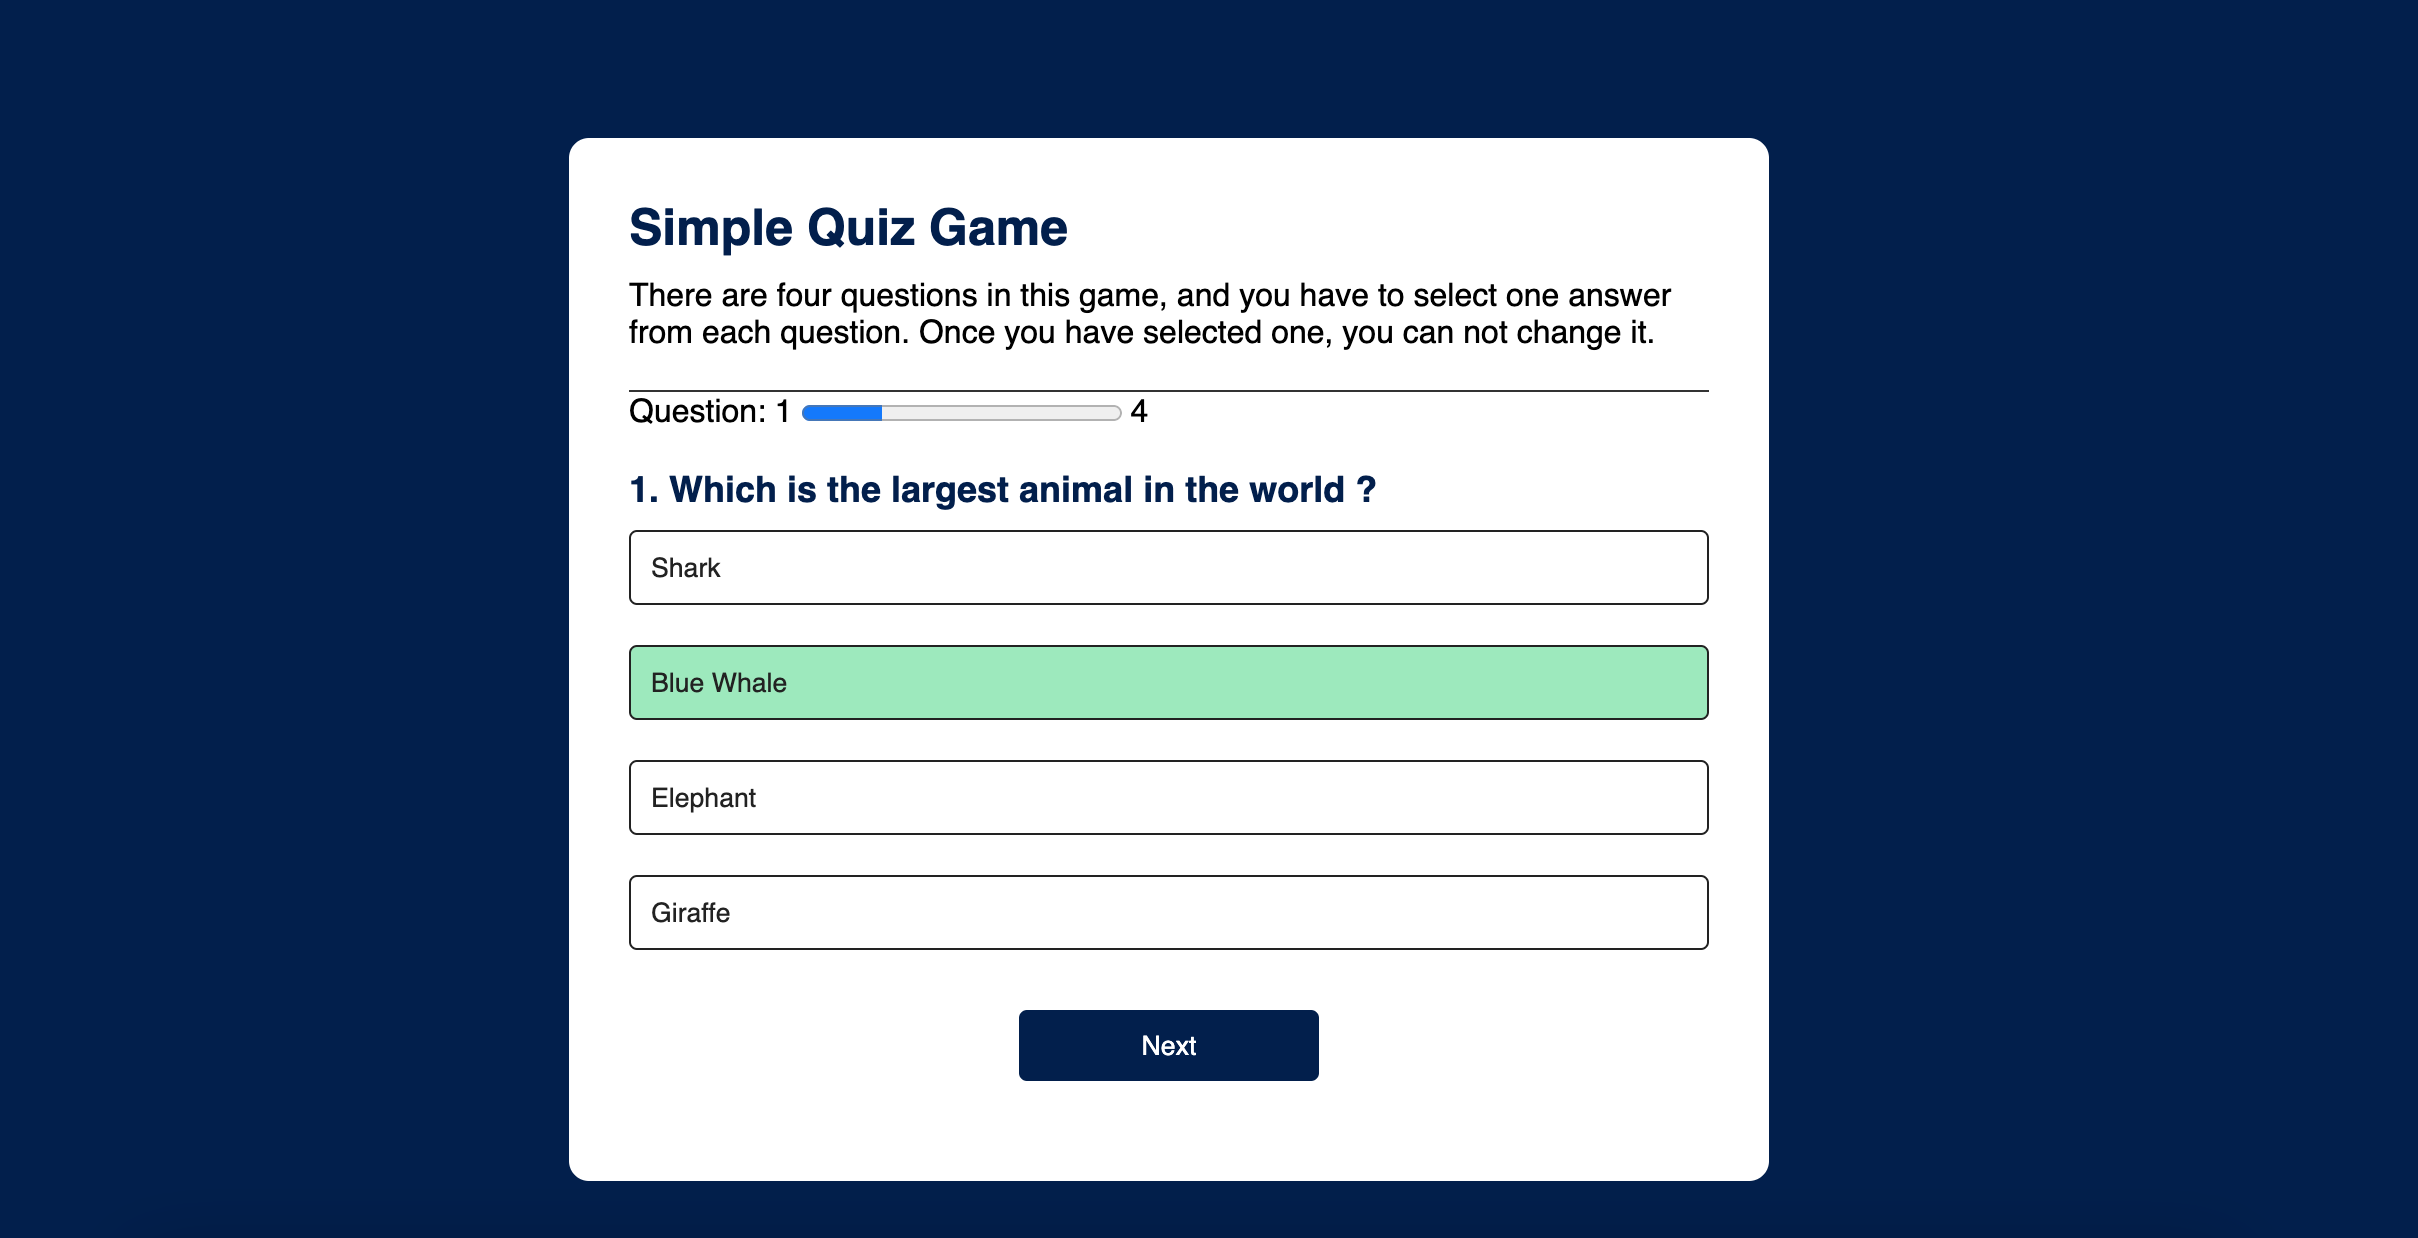 Simple Quiz Game
There are four questions in this game, and you have to select one answer
from each question. Once you have selected one, you can not change it.
Question: 1 4
1. Which is the largest animal in the world ?
Shark
Blue Whale
Elephant
Giraffe
Next